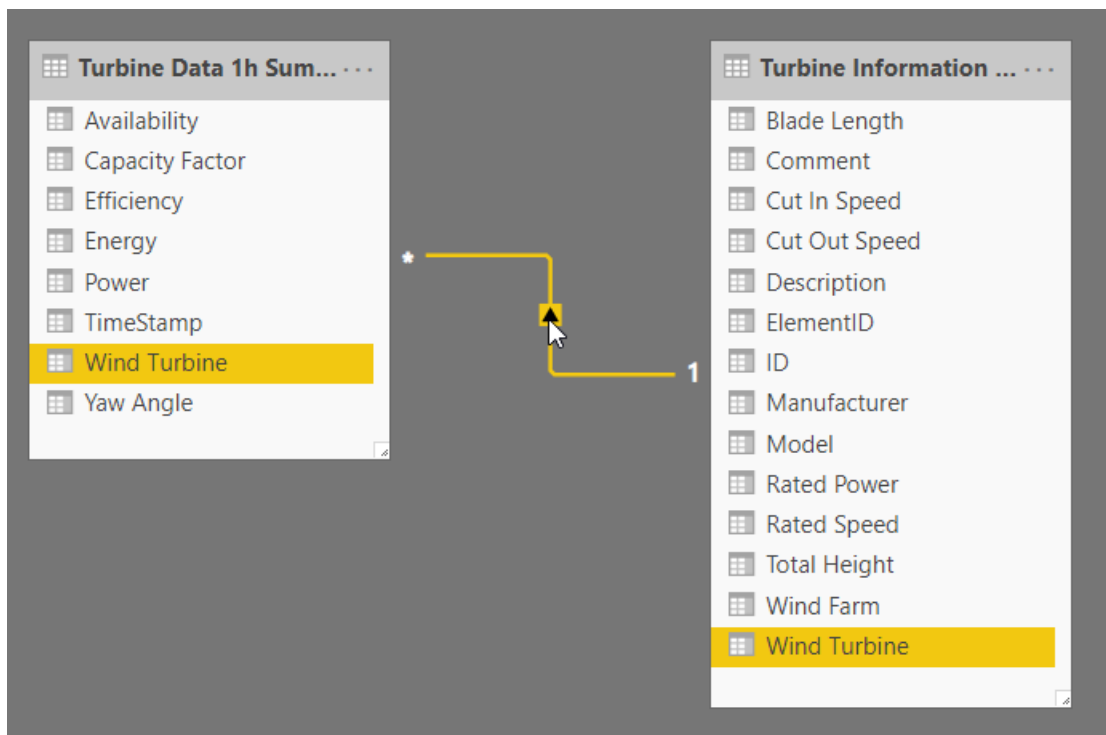 Turbine Data 1h Sum... ...
Availability
Capacity Factor
Efficiency
Energy
Power
TimeStamp
Wind Turbine
Yaw Angle
*
1
Turbine Information ... ...
Blade Length
Comment
Cut In Speed
Cut Out Speed
Description
ElementID
ID
Manufacturer
Model
Rated Power
Rated Speed
Total Height
Wind Farm
Wind Turbine